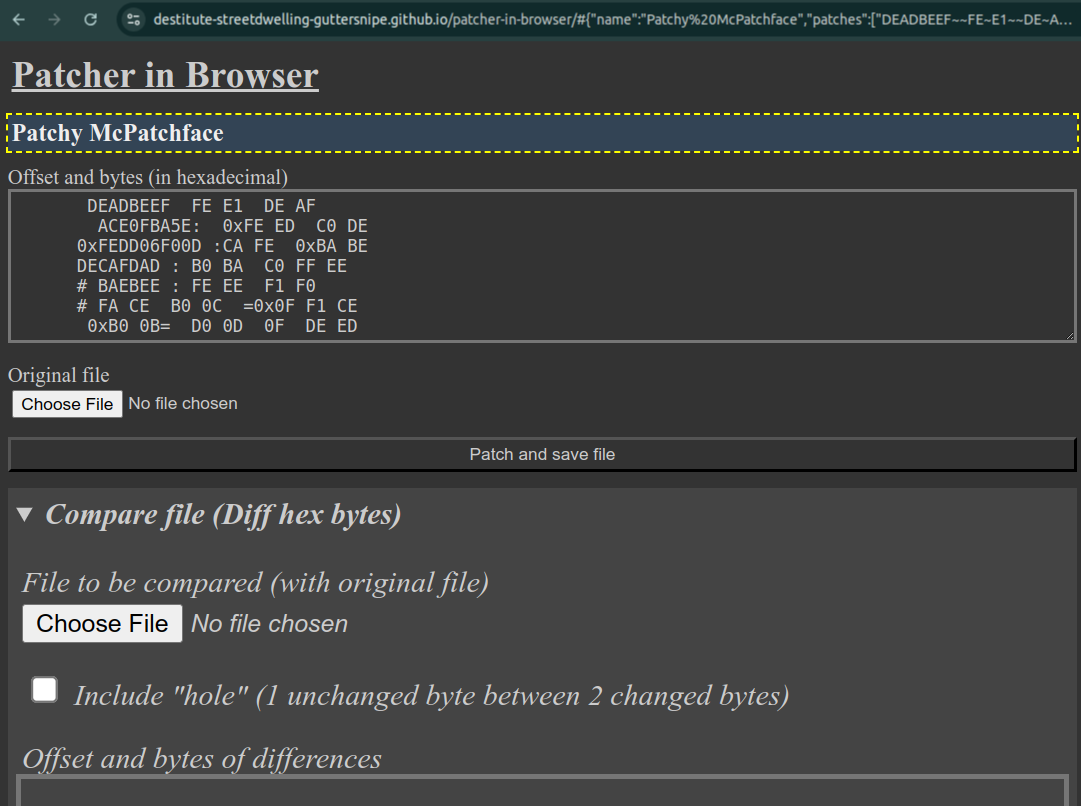 destitute-streetdwelling-guttersnipe.github.io/patcher-in-browser/#{"name":"Patchy%20McPatchface","patches":["DEADBEEF~~FE~E1~~DE~A...
Patcher in Browser
Patchy McPatchface
Offset and bytes (in hexadecimal)
DEADBEEF  FE E1  DE AF
ACE0FBA5E:  0xFE ED  C0 DE
0xFEDD06F00D :CA FE  0xBA BE
DECAFDAD : B0 BA  C0 FF EE
# BAEBEE : FE EE  F1 F0
# FA CE  B0 0C  =0x0F F1 CE
0xB0 0B=  D0 0D  0F  DE ED
Original file
Choose File No file chosen
Patch and save file
▼ Compare file (Diff hex bytes)
File to be compared (with original file)
Choose File No file chosen
Include "hole" (1 unchanged byte between 2 changed bytes)
Offset and bytes of differences